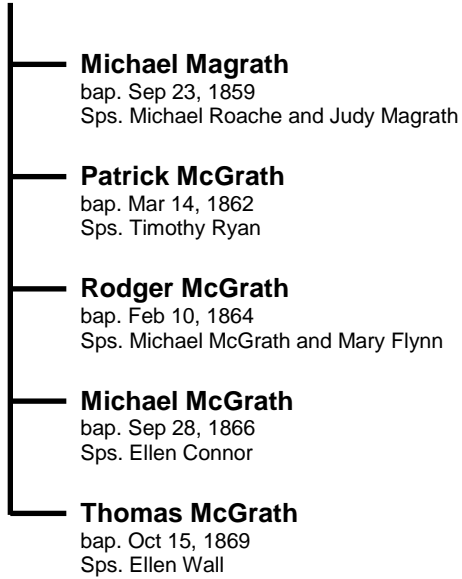 Michael Magrath
bap. Sep 23, 1859
Sps. Michael Roache and Judy Magrath
Patrick McGrath
bap. Mar 14, 1862
Sps. Timothy Ryan
Rodger McGrath
bap. Feb 10, 1864
Sps. Michael McGrath and Mary Flynn
Michael McGrath
bap. Sep 28, 1866
Sps. Ellen Connor
Thomas McGrath
bap. Oct 15, 1869
Sps. Ellen Wall